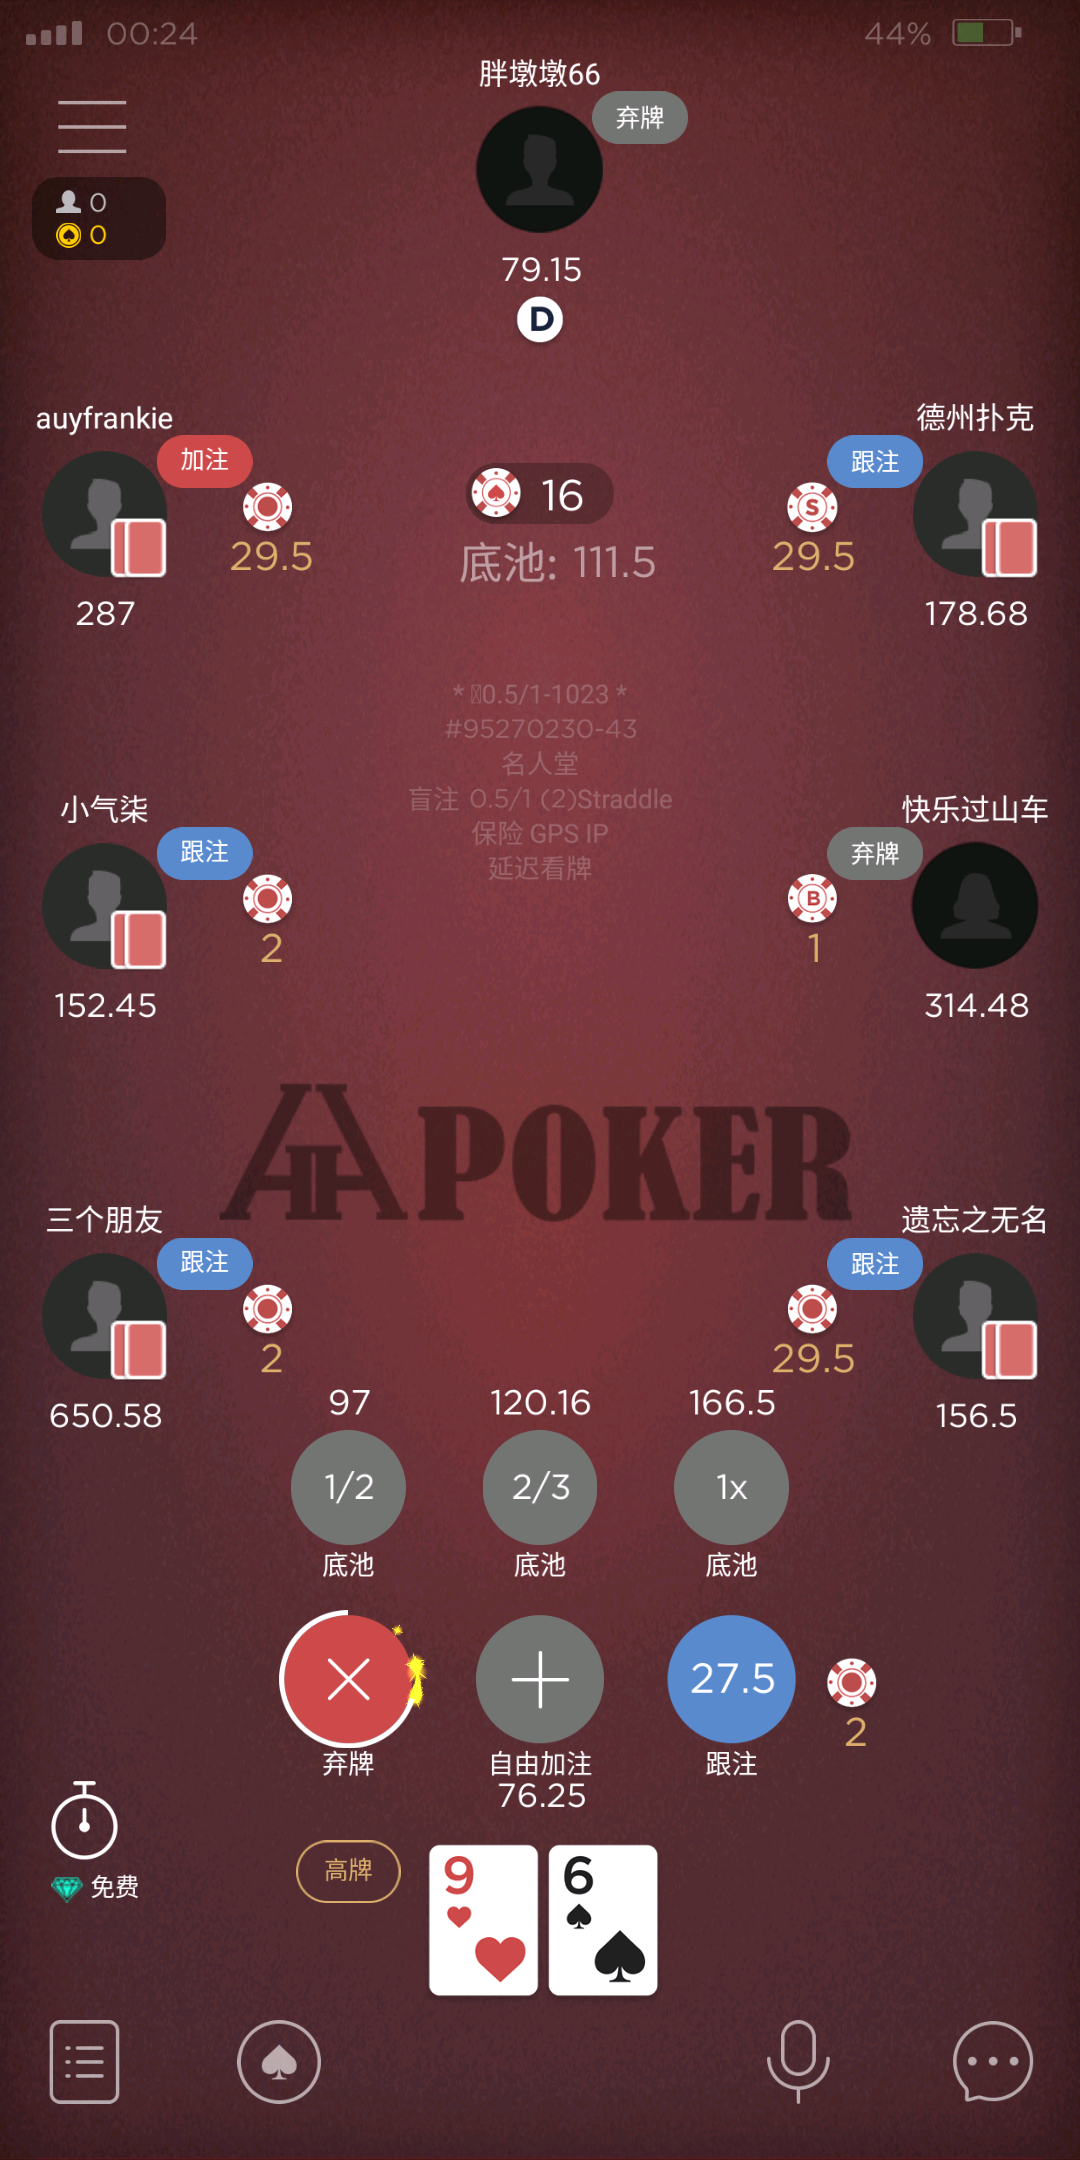 00:24
44%
胖墩墩66
弃牌
0
0
79.15
D
auyfrankie
德州扑克
加注
跟注
16
S
29.5
底池: 111.5
29.5
287
178.68
* 0.5/1-1023 *
#95270230-43
名人堂
盲注 0.5/1 (2)Straddle
保险 GPS IP
延迟看牌
小气柒
快乐过山车
跟注
弃牌
B
2
1
152.45
314.48
POKER
三个朋友
遗忘之无名
跟注
跟注
2
29.5
650.58
156.5
97
120.16
166.5
1/2
2/3
1x
底池
底池
底池
27.5
2
弃牌
自由加注
跟注
76.25
免费
高牌
9
6